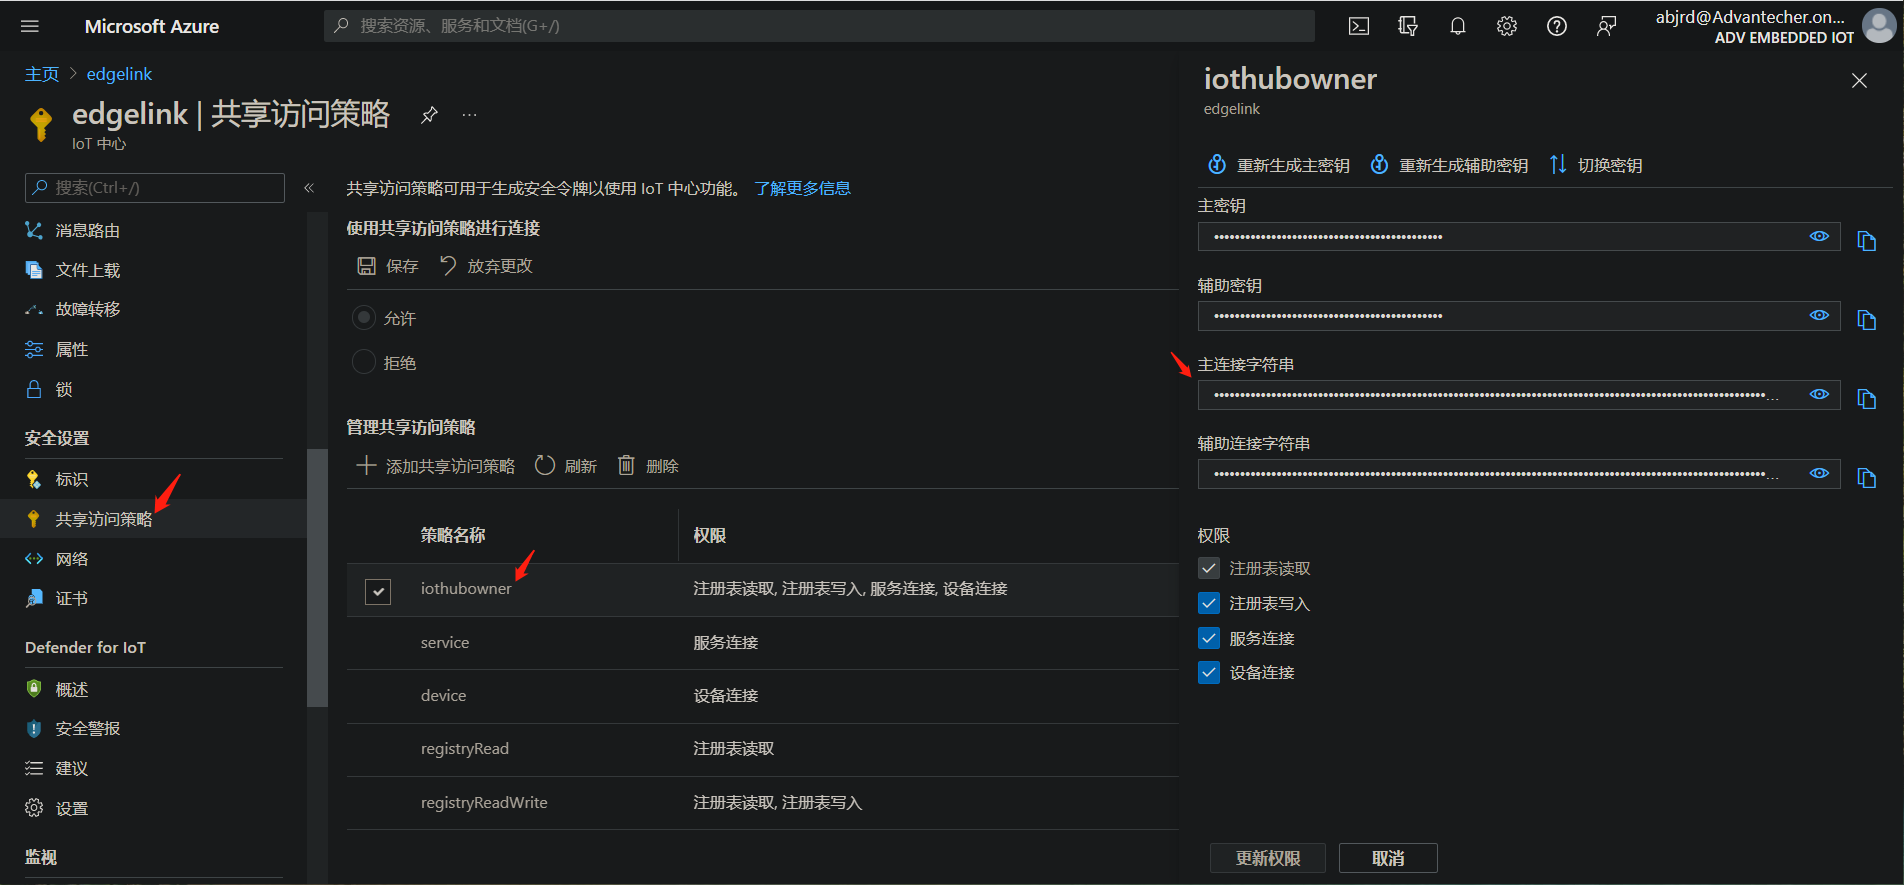 Microsoft Azure
搜索资源、服务和文档(G+/)
abjrd@Advantecher.on...
ADV EMBEDDED IOT
主页 > edgelink
edgelink | 共享访问策略
...
IoT 中心
搜索(Ctrl+/)
«
消息路由
文件上载
故障转移
属性
锁
安全设置
标识
共享访问策略
网络
证书
Defender for IoT
概述
安全警报
建议
设置
监视
共享访问策略可用于生成安全令牌以使用 IoT 中心功能。 了解更多信息
使用共享访问策略进行连接
保存 放弃更改
允许
拒绝
管理共享访问策略
添加共享访问策略 刷新 删除
策略名称 权限
iothubowner 注册表读取, 注册表写入, 服务连接, 设备连接
service 服务连接
device 设备连接
registryRead 注册表读取
registryReadWrite 注册表读取, 注册表写入
iothubowner
edgelink
重新生成主密钥 重新生成辅助密钥 切换密钥
主密钥
辅助密钥
主连接字符串
辅助连接字符串
权限
注册表读取
注册表写入
服务连接
设备连接
更新权限 取消